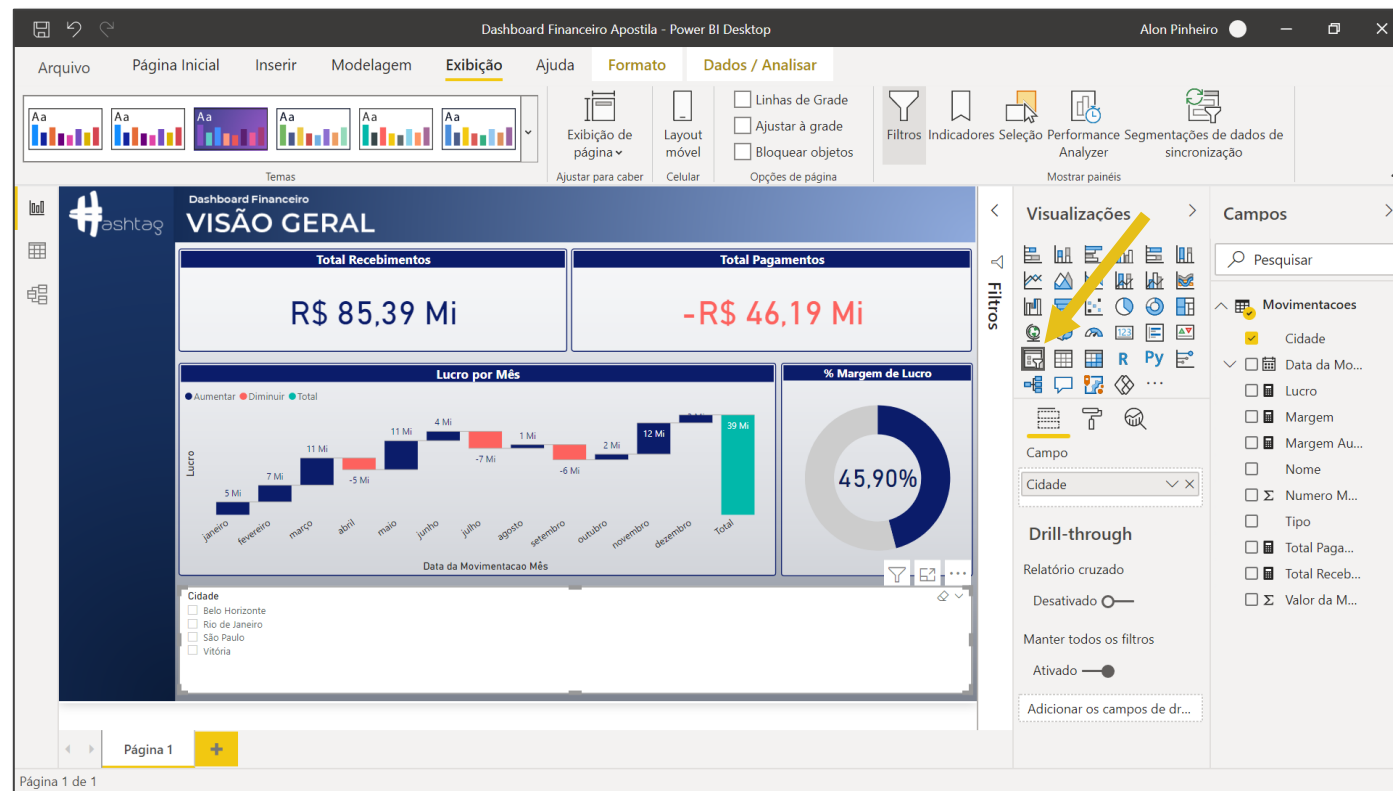 Dashboard Financeiro Apostila - Power BI Desktop
Alon Pinheiro
Arquivo
Página Inicial
Inserir
Modelagem
Exibição
Ajuda
Formato
Dados / Analisar
Aa
Aa
Aa
Aa
Aa
Aa
Temas
Exibição de
página
Ajustar para caber
Layout
móvel
Celular
Linhas de Grade
Ajustar à grade
Bloquear objetos
Opções de página
Filtros
Indicadores
Seleção
Performance
Analyzer
Segmentações de dados de
sincronização
Mostrar painéis
Hashtag
Dashboard Financeiro
VISÃO GERAL
Total Recebimentos
R$ 85,39 Mi
Total Pagamentos
-R$ 46,19 Mi
Lucro por Mês
Aumentar Diminuir Total
Lucro
5 Mi
7 Mi
11 Mi
-5 Mi
11 Mi
4 Mi
-7 Mi
1 Mi
-6 Mi
2 Mi
12 Mi
39 Mi
janeiro
fevereiro
março
abril
maio
junho
julho
agosto
setembro
outubro
novembro
dezembro
Total
Data da Movimentacao Mês
% Margem de Lucro
45,90%
Cidade
Belo Horizonte
Rio de Janeiro
São Paulo
Vitória
Filtros
Visualizações
123
R
Py
Campo
Cidade
Drill-through
Relatório cruzado
Desativado
Manter todos os filtros
Ativado
Adicionar os campos de dr...
Campos
Pesquisar
Movimentacoes
Cidade
Data da Mo...
Lucro
Margem
Margem Au...
Nome
Σ Numero M...
Tipo
Total Paga...
Total Receb...
Σ Valor da M...
Página 1
+
Página 1 de 1